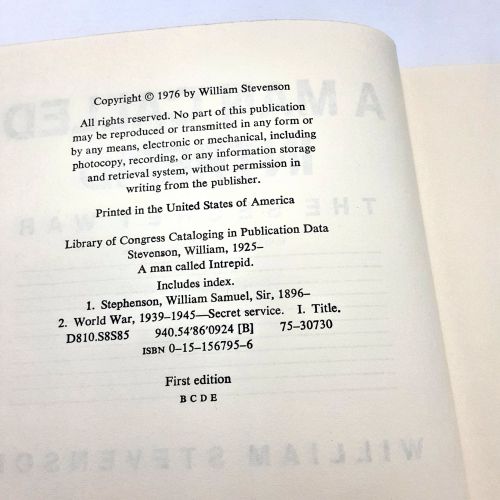 Copyright © 1976 by William Stevenson
All rights reserved. No part of this publication
may be reproduced or transmitted in any form or
by any means, electronic or mechanical, including
photocopy, recording, or any information storage
and retrieval system, without permission in
writing from the publisher.
Printed in the United States of America
Library of Congress Cataloging in Publication Data
Stevenson, William, 1925–
A man called Intrepid.
Includes index.
1. Stephenson, William Samuel, Sir, 1896–
2. World War, 1939–1945—Secret service. I. Title.
D810.S8S85 940.54'86'0924 [B] 75–30730
ISBN 0–15–156795–6
First edition
B C D E